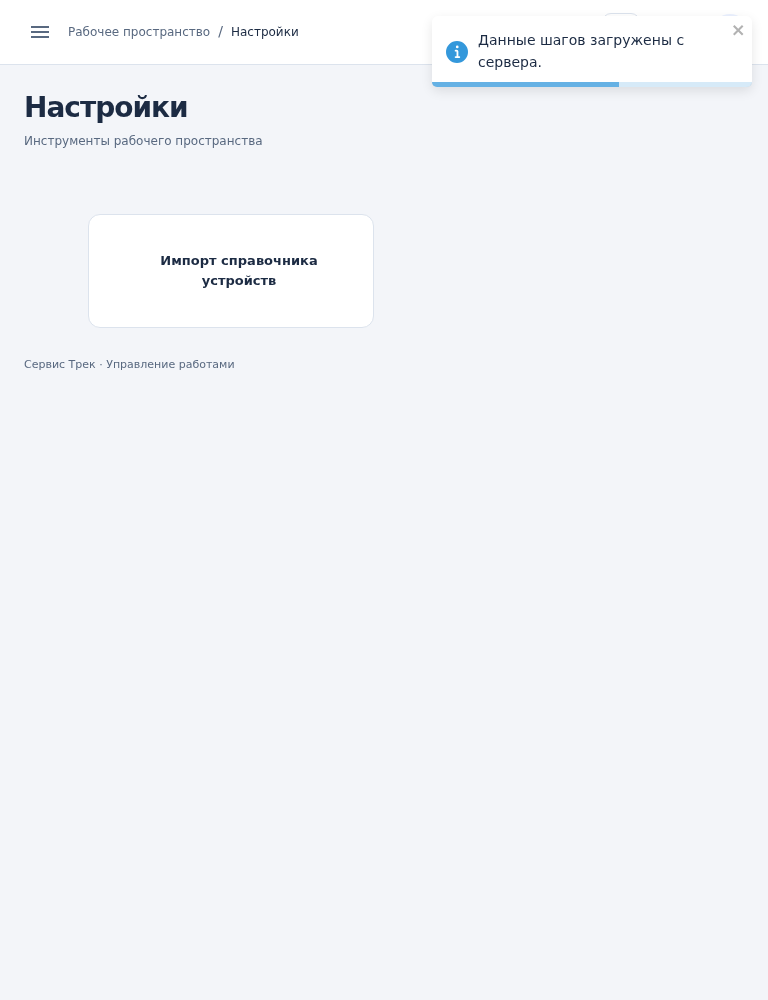 Рабочее пространство / Настройки
Данные шагов загружены с
сервера.
Настройки
Инструменты рабочего пространства
Импорт справочника
устройств
Сервис Трек · Управление работами